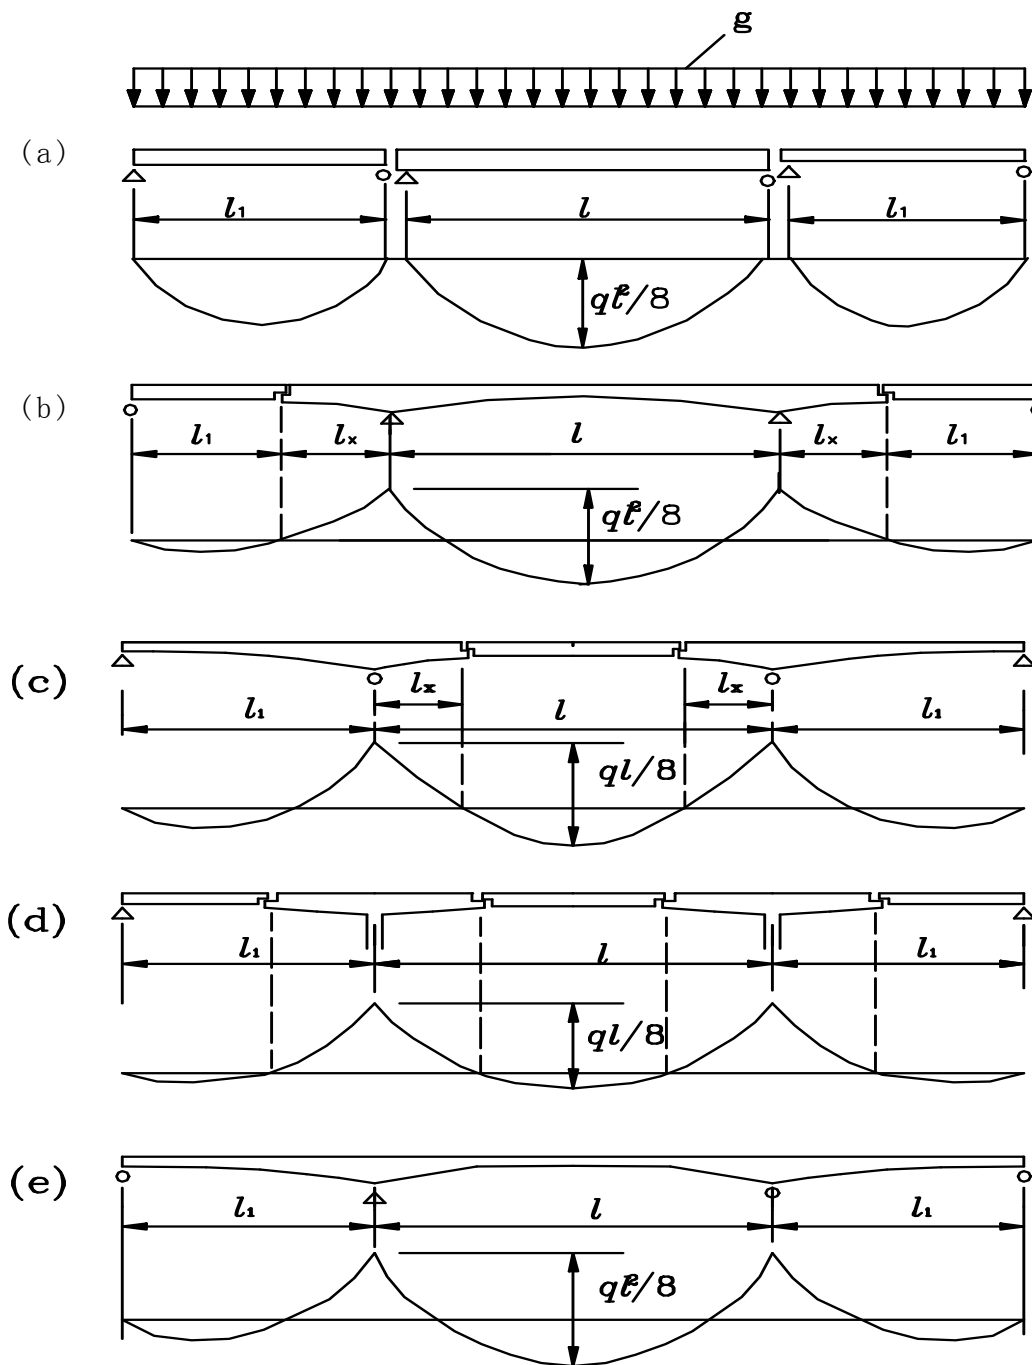 g
(a)
l₁ l l₁
ql²/8
(b)
l₁ lₓ l lₓ l₁
ql²/8
(c)
lₓ lₓ
l₁ l l₁
ql/8
(d)
l₁ l l₁
ql/8
(e)
l₁ l l₁
ql²/8